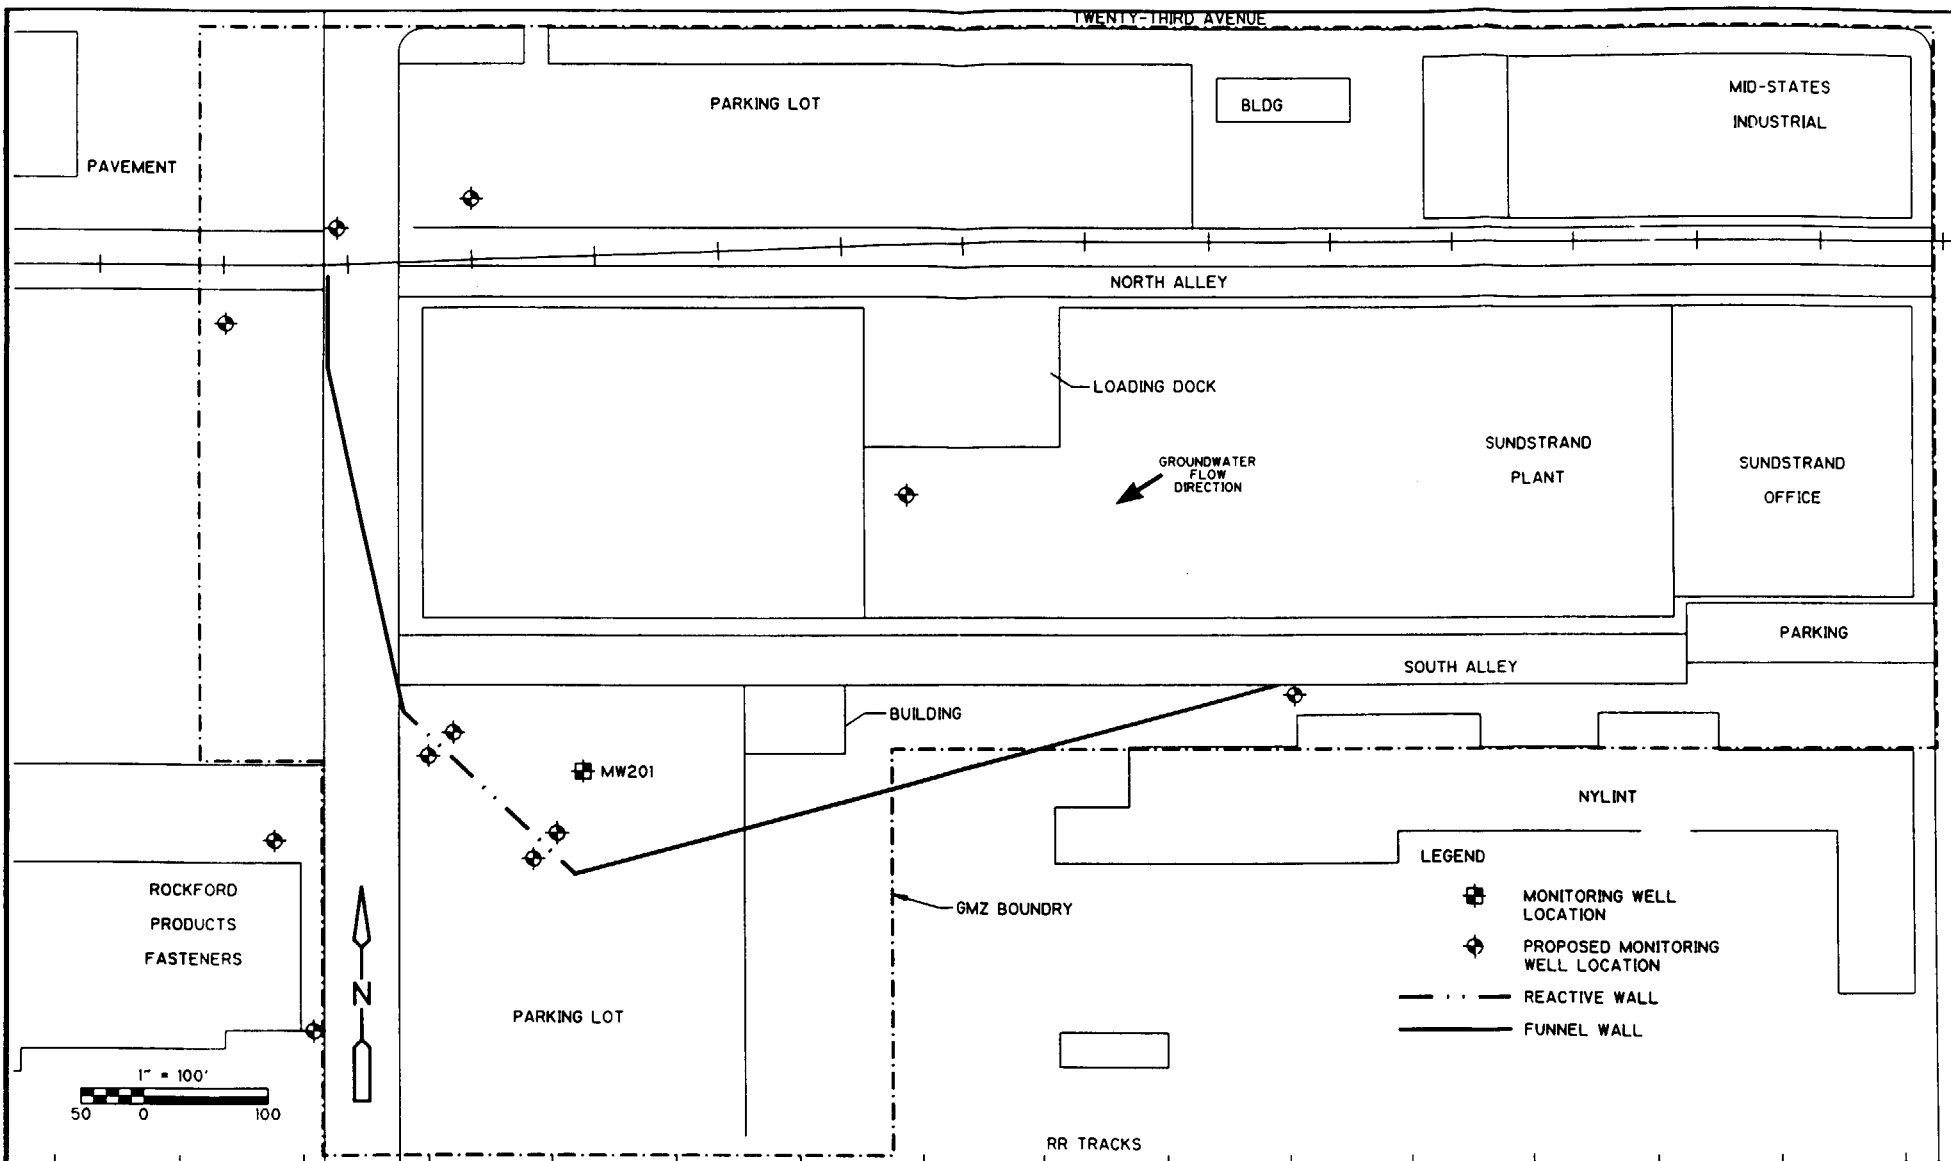 TWENTY-THIRD AVENUE
PARKING LOT
BLDG
MID-STATES
INDUSTRIAL
PAVEMENT
NORTH ALLEY
LOADING DOCK
GROUNDWATER
FLOW
DIRECTION
SUNDSTRAND
PLANT
SUNDSTRAND
OFFICE
PARKING
SOUTH ALLEY
BUILDING
MW201
NYLINT
ROCKFORD
PRODUCTS
FASTENERS
GMZ BOUNDRY
LEGEND
MONITORING WELL
LOCATION
PROPOSED MONITORING
WELL LOCATION
REACTIVE WALL
FUNNEL WALL
N
PARKING LOT
1" = 100'
50 0 100
RR TRACKS